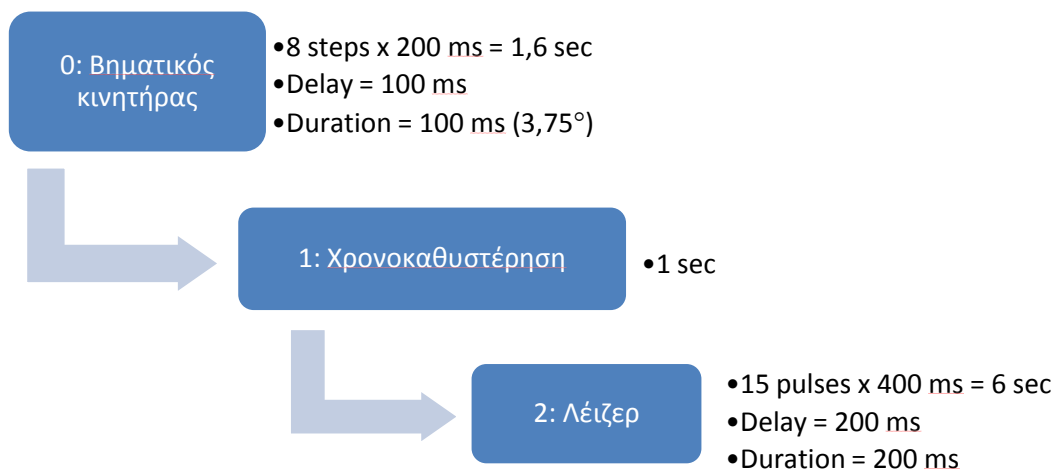 0: Βηματικός
κινητήρας
•8 steps x 200 ms = 1,6 sec
•Delay = 100 ms
•Duration = 100 ms (3,75°)
1: Χρονοκαθυστέρηση
•1 sec
2: Λέιζερ
•15 pulses x 400 ms = 6 sec
•Delay = 200 ms
•Duration = 200 ms